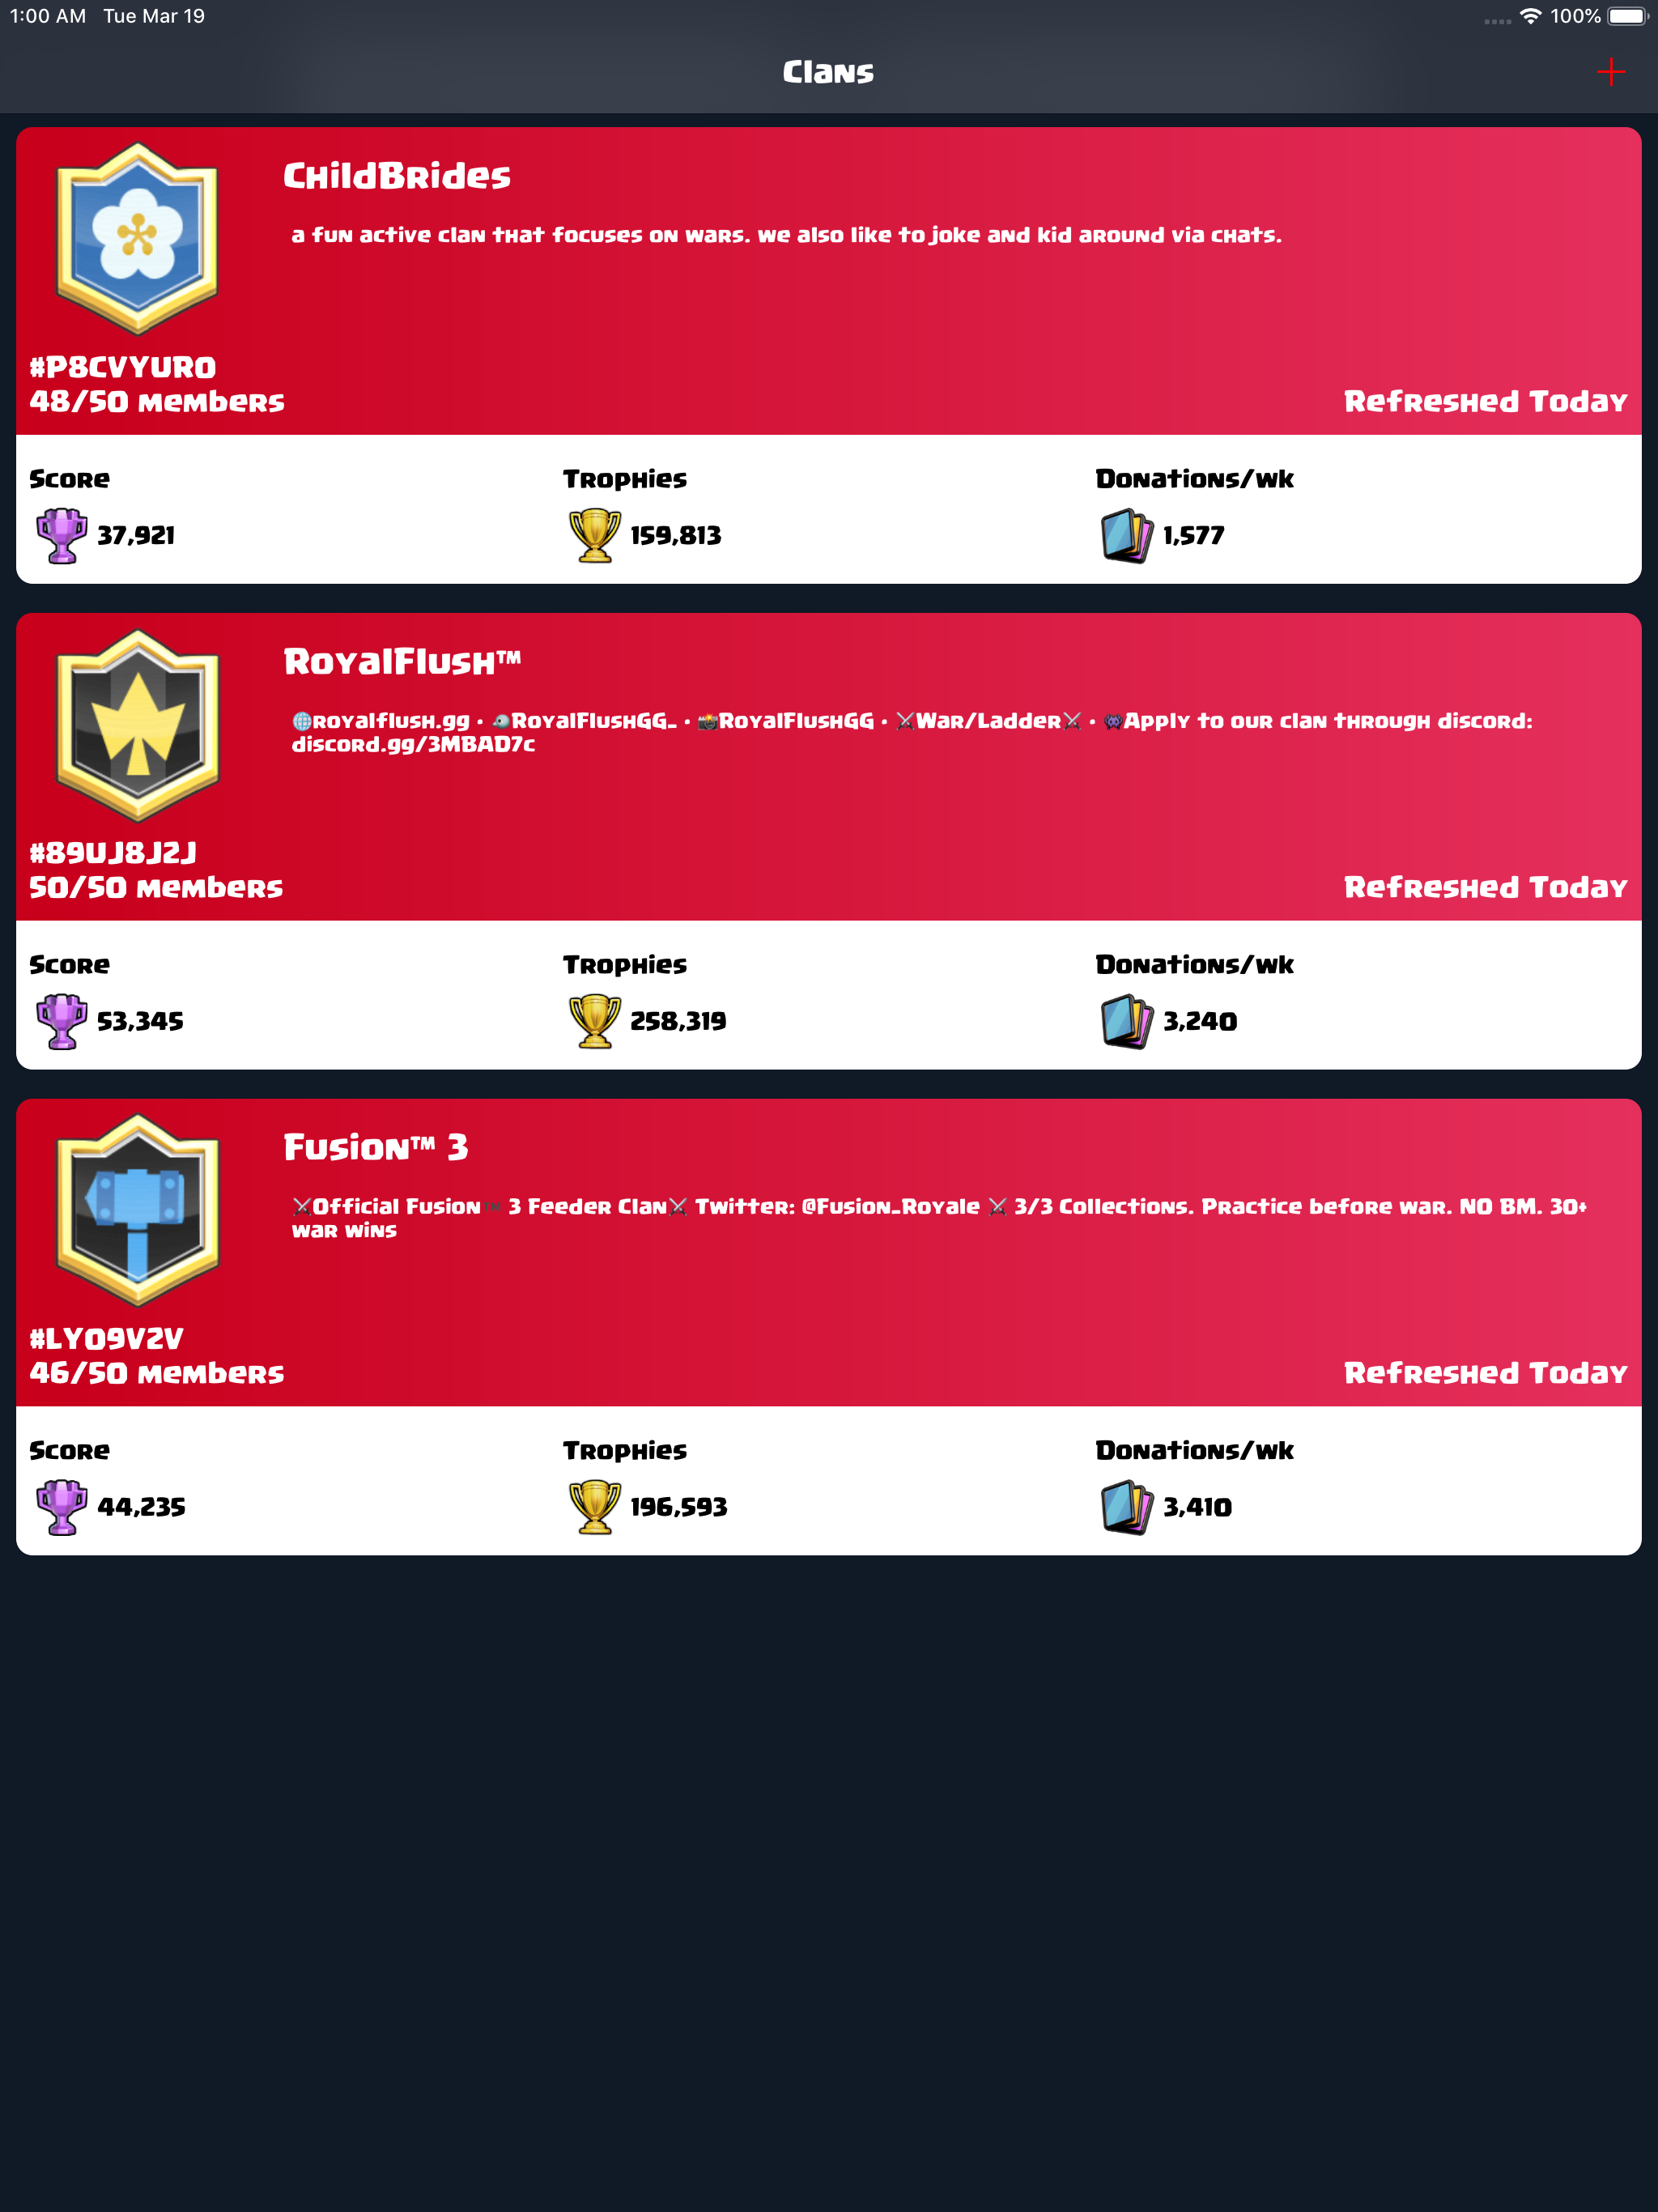 1:00 AM Tue Mar 19
100%
Clans
ChildBrides
a fun active clan that focuses on wars. we also like to joke and kid around via chats.
#P8CVYURO
48/50 members
Refreshed Today
Score
Trophies
Donations/wk
37,921
159,813
1,577
RoyalFlush™
🌐royalflush.gg • 🐦RoyalFlushGG_ • 📸RoyalFlushGG • ⚔War/Ladder⚔ • 👾Apply to our clan through discord:
discord.gg/3MBAD7c
#89UJ8J2J
50/50 members
Refreshed Today
Score
Trophies
Donations/wk
53,345
258,319
3,240
Fusion™ 3
⚔Official Fusion™ 3 Feeder Clan⚔ Twitter: @Fusion_Royale ⚔ 3/3 Collections. Practice before war. NO BM. 30+
war wins
#LYO9V2V
46/50 members
Refreshed Today
Score
Trophies
Donations/wk
44,235
196,593
3,410